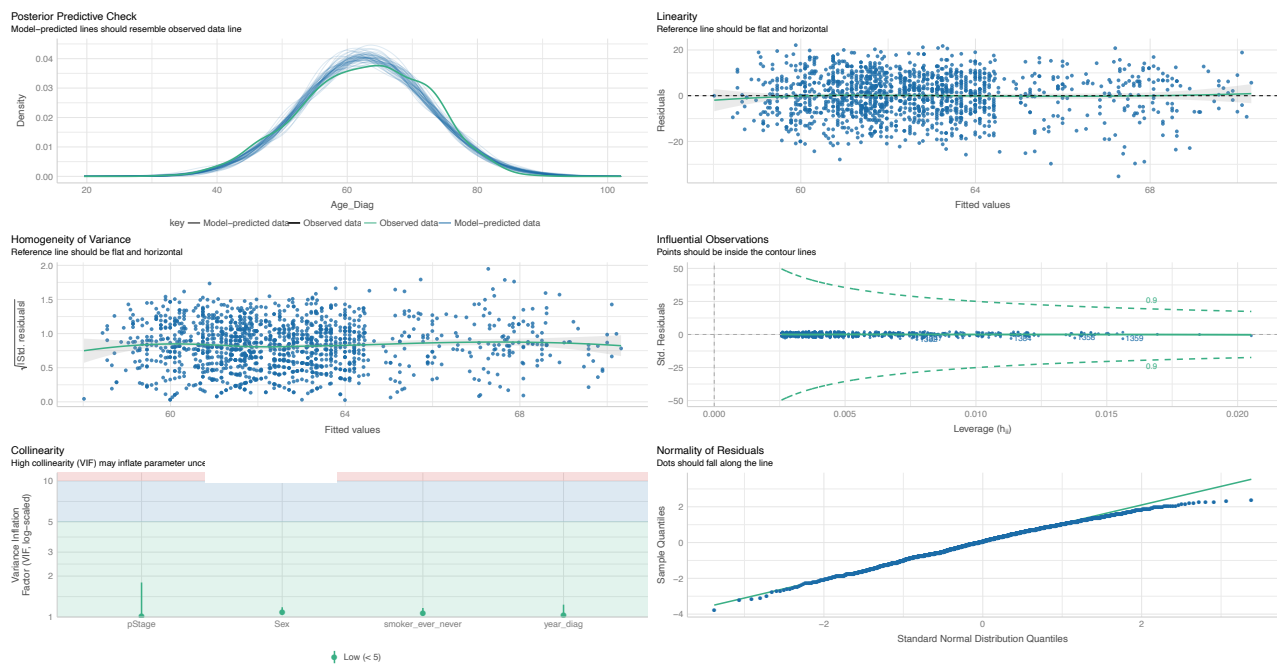 Posterior Predictive Check
Model-predicted lines should resemble observed data line
0.04
0.03
0.02
0.01
0.00
Density
20 40 60 80 100
Age_Diag
key Model-predicted data Observed data Observed data Model-predicted data
Linearity
Reference line should be flat and horizontal
20
0
-20
Residuals
60 64 68
Fitted values
Homogeneity of Variance
Reference line should be flat and horizontal
2.0
1.5
1.0
0.5
0.0
√|Std. residuals|
60 64 68
Fitted values
Influential Observations
Points should be inside the contour lines
50
25
0
-25
-50
Std. Residuals
0.9
0.9
1384
1358
1359
0.000 0.005 0.010 0.015 0.020
Leverage (hii)
Collinearity
High collinearity (VIF) may inflate parameter unce
10
5
3
2
1
Variance Inflation
Factor (VIF, log-scaled)
pStage Sex smoker_ever_never year_diag
Low (< 5)
Normality of Residuals
Dots should fall along the line
2
0
-2
-4
Sample Quantiles
-2 0 2
Standard Normal Distribution Quantiles